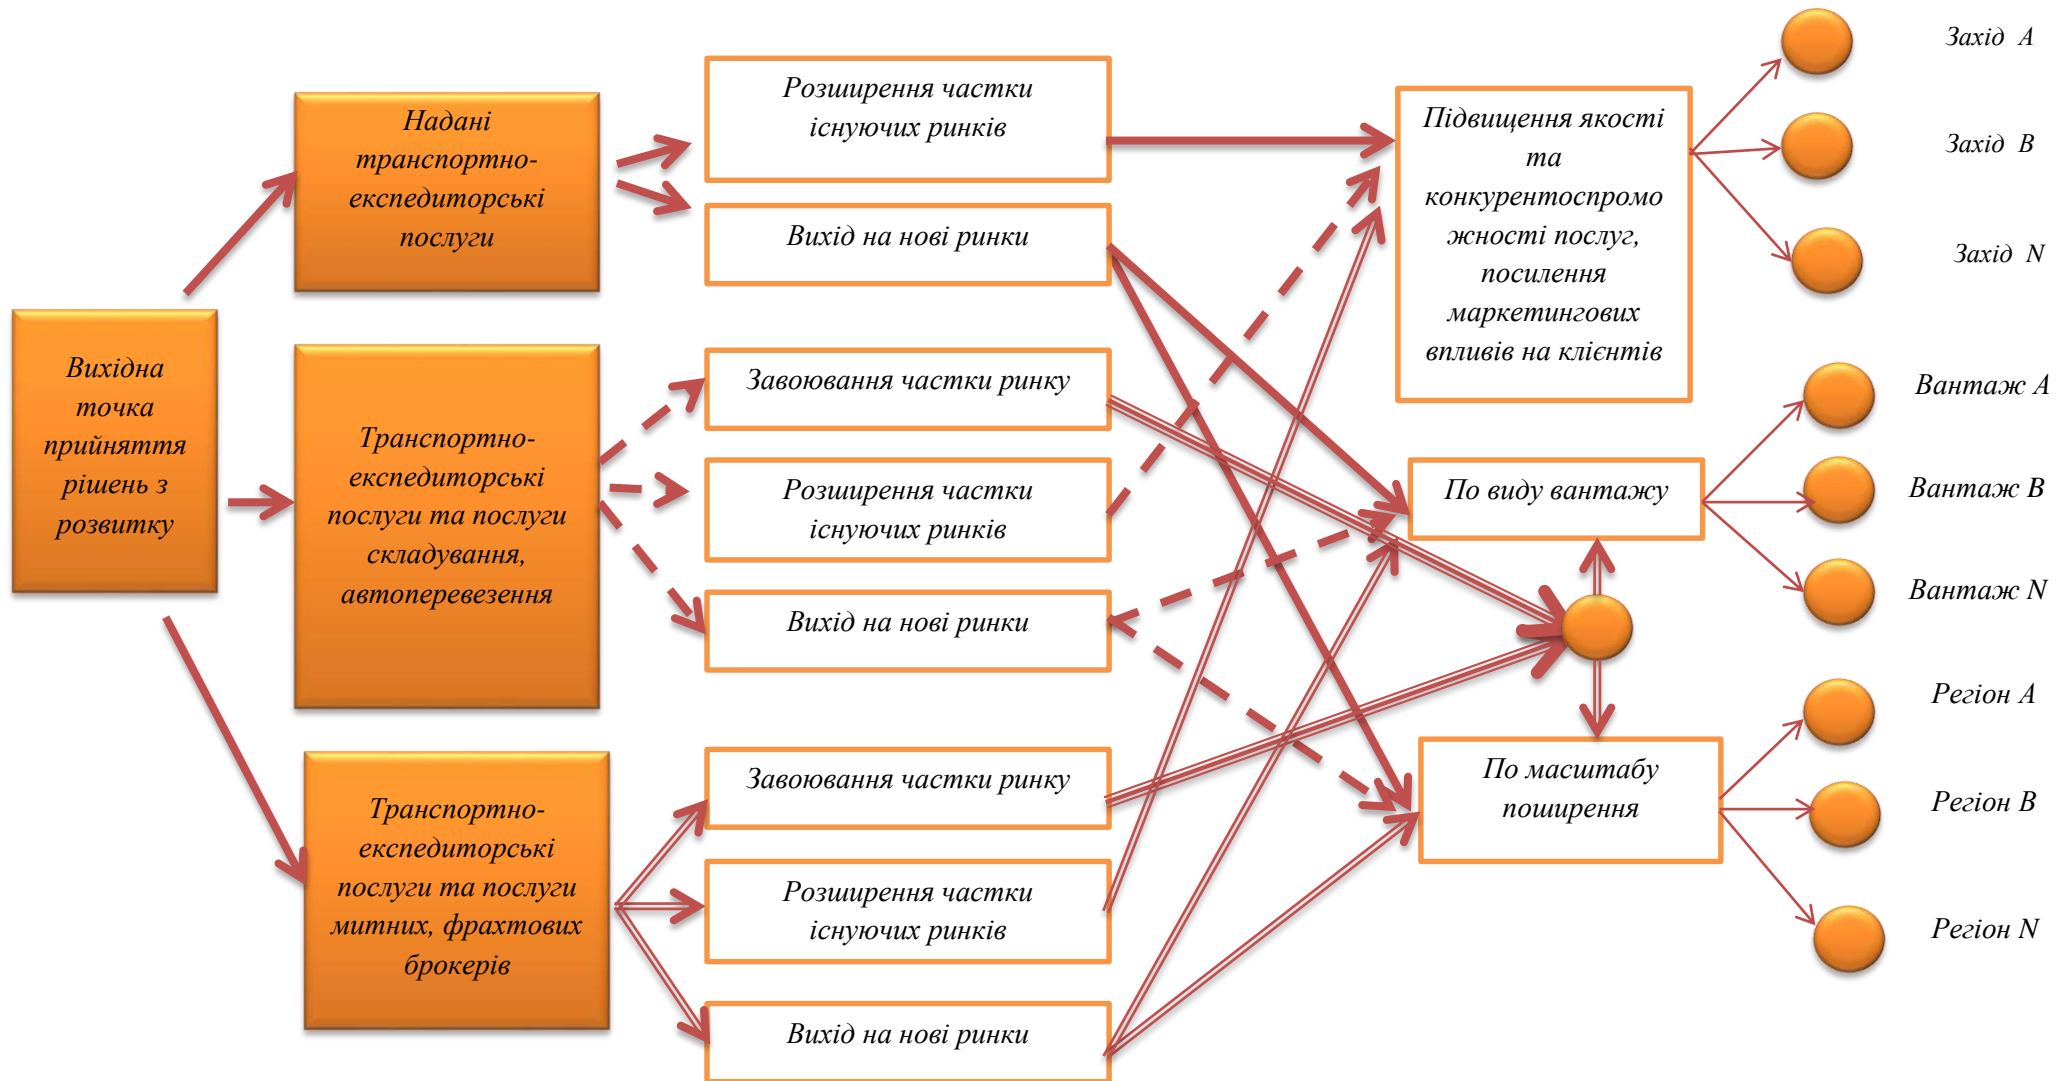 Вихідна
точка
прийняття
рішень з
розвитку
Надані
транспортно-
експедиторські
послуги
Транспортно-
експедиторські
послуги та послуги
складування,
автоперевезення
Транспортно-
експедиторські
послуги та послуги
митних, фрахтових
брокерів
Розширення частки
існуючих ринків
Вихід на нові ринки
Завоювання частки ринку
Розширення частки
існуючих ринків
Вихід на нові ринки
Завоювання частки ринку
Розширення частки
існуючих ринків
Вихід на нові ринки
Підвищення якості
та
конкурентоспромо
жності послуг,
посилення
маркетингових
впливів на клієнтів
По виду вантажу
По масштабу
поширення
Захід А
Захід В
Захід N
Вантаж А
Вантаж В
Вантаж N
Регіон А
Регіон В
Регіон N